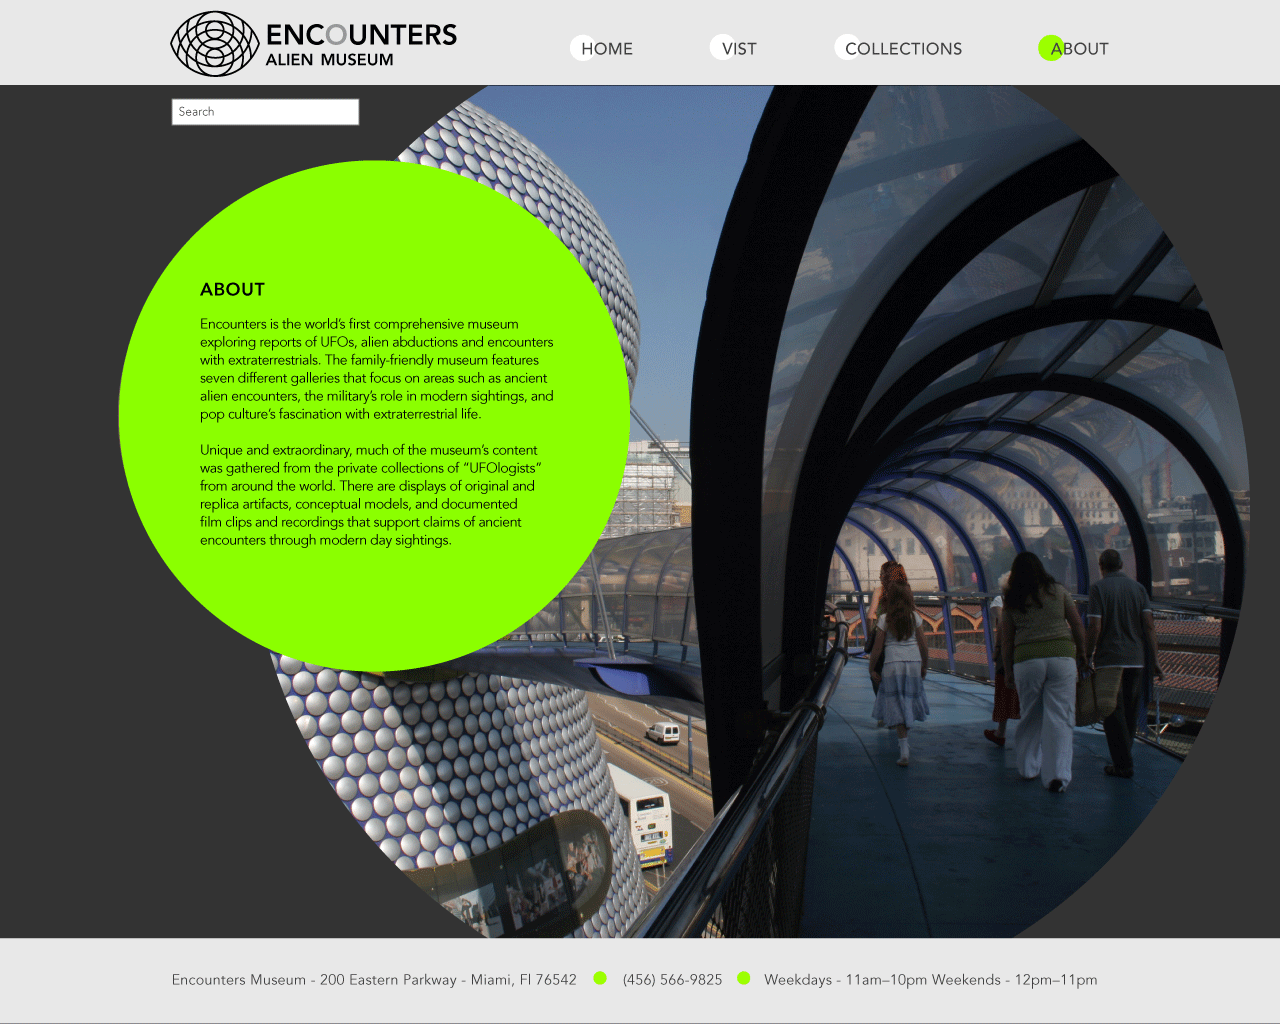 ENCOUNTERS
ALIEN MUSEUM
HOME
VIST
COLLECTIONS
ABOUT
Search
ABOUT
Encounters is the world's first comprehensive museum
exploring reports of UFOs, alien abductions and encounters
with extraterrestrials. The family-friendly museum features
seven different galleries that focus on areas such as ancient
alien encounters, the military's role in modern sightings, and
pop culture's fascination with extraterrestrial life.
Unique and extraordinary, much of the museum's content
was gathered from the private collections of “UFOlogists”
from around the world. There are displays of original and
replica artifacts, conceptual models, and documented
film clips and recordings that support claims of ancient
encounters through modern day sightings.
Encounters Museum - 200 Eastern Parkway - Miami, Fl 76542
(456) 566-9825
Weekdays - 11am–10pm Weekends - 12pm–11pm